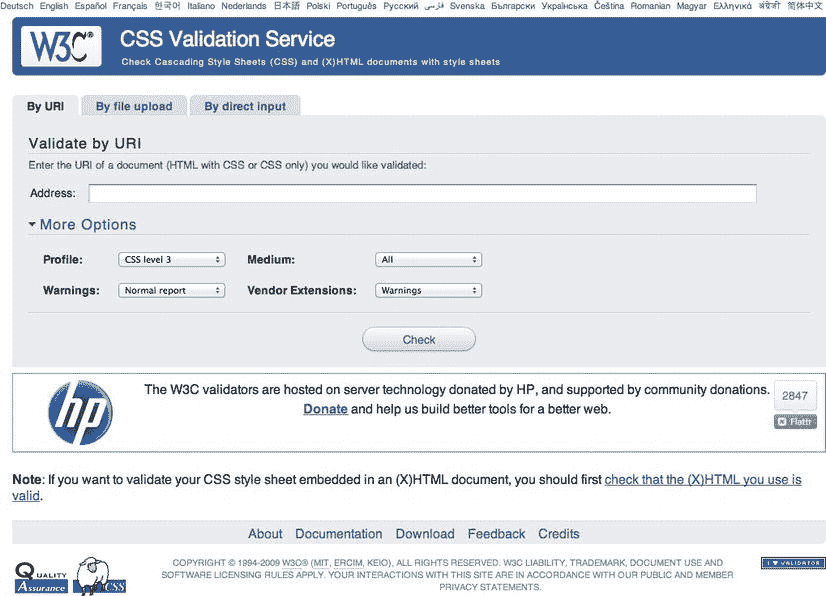 Deutsch English Español Français 한국어 Italiano Nederlands 日本語 Polski Português Русский فارسی Svenska Български Українська Čeština Romanian Magyar Ελληνικά हिन्दी 简体中文
W3C® CSS Validation Service
Check Cascading Style Sheets (CSS) and (X)HTML documents with style sheets
By URI By file upload By direct input
Validate by URI
Enter the URI of a document (HTML with CSS or CSS only) you would like validated:
Address:
More Options
Profile: CSS level 3 Medium: All
Warnings: Normal report Vendor Extensions: Warnings
Check
hp
The W3C validators are hosted on server technology donated by HP, and supported by community donations.
Donate and help us build better tools for a better web.
2847
Flattr
Note: If you want to validate your CSS style sheet embedded in an (X)HTML document, you should first check that the (X)HTML you use is
valid.
About Documentation Download Feedback Credits
QUALITY
Assurance
CSS
COPYRIGHT © 1994-2009 W3C® (MIT, ERCIM, KEIO), ALL RIGHTS RESERVED. W3C LIABILITY, TRADEMARK, DOCUMENT USE AND
SOFTWARE LICENSING RULES APPLY. YOUR INTERACTIONS WITH THIS SITE ARE IN ACCORDANCE WITH OUR PUBLIC AND MEMBER
PRIVACY STATEMENTS.
I ♥ VALIDATOR